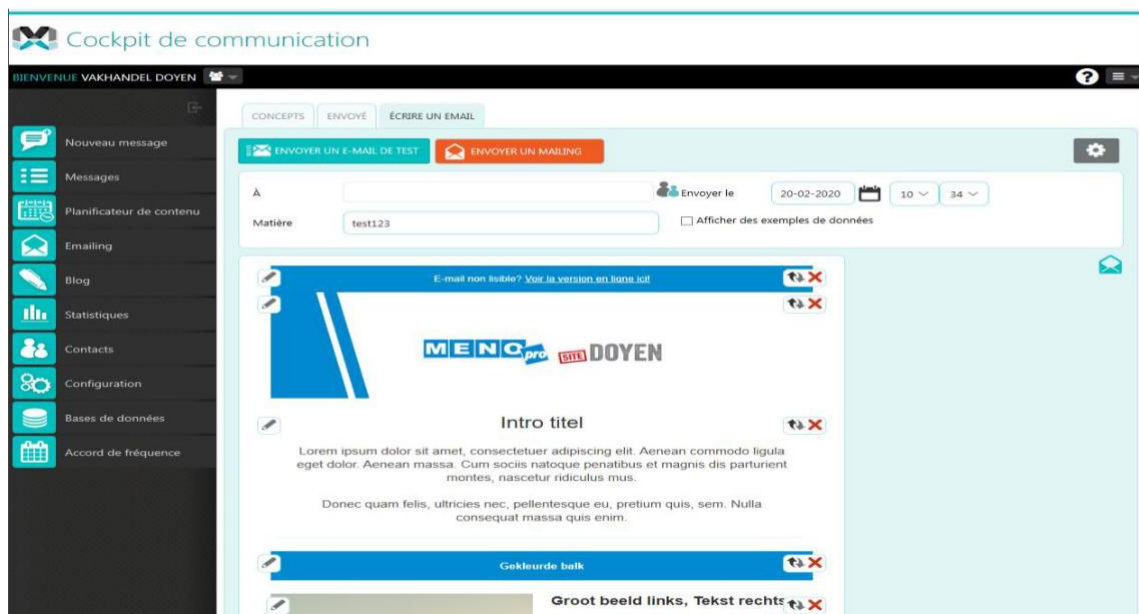 Cockpit de communication
BIENVENUE VAKHANDEL DOYEN
?
Nouveau message
Messages
Planificateur de contenu
Emailing
Blog
Statistiques
Contacts
Configuration
Bases de données
Accord de fréquence
CONCEPTS ENVOYÉ ÉCRIRE UN EMAIL
ENVOYER UN E-MAIL DE TEST ENVOYER UN MAILING
À Envoyer le 20-02-2020 10 34
Matière test123 Afficher des exemples de données
E-mail non lisible? Voir la version en ligne ici!
MENO pro SITE DOYEN
Intro titel
Lorem ipsum dolor sit amet, consectetuer adipiscing elit. Aenean commodo ligula
eget dolor. Aenean massa. Cum sociis natoque penatibus et magnis dis parturient
montes, nascetur ridiculus mus.
Donec quam felis, ultricies nec, pellentesque eu, pretium quis, sem. Nulla
consequat massa quis enim.
Gekleurde balk
Groot beeld links, Tekst rechts